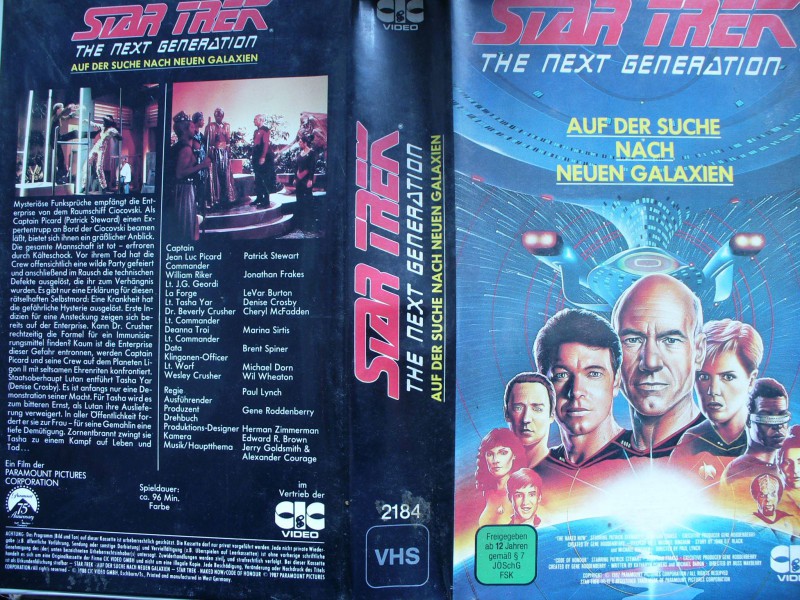 STAR TREK
THE NEXT GENERATION
AUF DER SUCHE NACH NEUEN GALAXIEN
Mysteriöse Funksprüche empfängt die Ent-
erprise von dem Raumschiff Ciocovski. Als
Captain Picard (Patrick Steward) einen Ex-
pertentrupp an Bord der Ciocovski beamen
läßt, bietet sich ihnen ein gräßlicher Anblick.
Die gesamte Mannschaft ist tot – erfroren
durch Kälteschock. Vor ihrem Tod hat die
Crew offensichtlich eine wilde Party gefeiert
und anschließend im Rausch die technischen
Defekte ausgelöst, die ihr zum Verhängnis
wurden. Es gibt nur eine Erklärung für diesen
rätselhaften Selbstmord: Eine Krankheit hat
die gefährliche Hysterie ausgelöst. Erste In-
dizien für eine Ansteckung zeigen sich be-
reits auf der Enterprise. Kann Dr. Crusher
rechtzeitig die Formel für ein Immunisie-
rungsmittel finden? Kaum ist die Enterprise
dieser Gefahr entronnen, werden Captain
Picard und seine Crew auf dem Planeten Li-
gon II mit seltsamen Ehrenriten konfrontiert.
Staatsoberhaupt Lutan entführt Tasha Yar
(Denise Crosby). Es ist anfangs nur eine De-
monstration seiner Macht. Für Tasha wird es
zum bitteren Ernst, als Lutan ihre Ausliefe-
rung verweigert. In aller Öffentlichkeit for-
dert er sie zur Frau – für seine Gemahlin eine
tiefe Demütigung. Zornentbrannt zwingt sie
Tasha zu einem Kampf auf Leben und
Tod...
Ein Film der
PARAMOUNT PICTURES
CORPORATION
Paramount
75th
Anniversary
Captain
Jean Luc Picard Patrick Stewart
Commander
William Riker Jonathan Frakes
Lt. J.G. Geordi
La Forge LeVar Burton
Lt. Tasha Yar Denise Crosby
Dr. Beverly Crusher Cheryl McFadden
Lt. Commander
Deanna Troi Marina Sirtis
Lt. Commander
Data Brent Spiner
Klingonen-Officer
Lt. Worf Michael Dorn
Wesley Crusher Wil Wheaton
Regie Paul Lynch
Ausführender
Produzent Gene Roddenberry
Drehbuch
Produktions-Designer Herman Zimmerman
Kamera Edward R. Brown
Musik/Hauptthema Jerry Goldsmith &
Alexander Courage
Spieldauer:
ca. 96 Min.
Farbe
im
Vertrieb der
CIC
VIDEO
CIC
VIDEO
STAR TREK
THE NEXT GENERATION
AUF DER SUCHE NACH NEUEN GALAXIEN
2184
VHS
STAR TREK
THE NEXT GENERATION
AUF DER SUCHE
NACH
NEUEN GALAXIEN
Freigegeben
ab 12 Jahren
gemäß § 7
JÖSchG
FSK
CIC
VIDEO